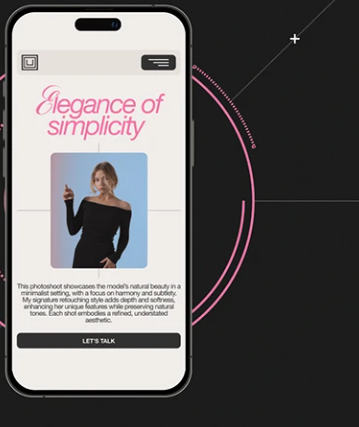 Elegance of
simplicity
This photoshoot showcases the model's natural beauty in a
minimalist setting, with a focus on harmony and subtlety.
My signature retouching style adds depth and softness,
enhancing her unique features while preserving natural
tones. Each shot embodies a refined, understated
aesthetic.
LET'S TALK